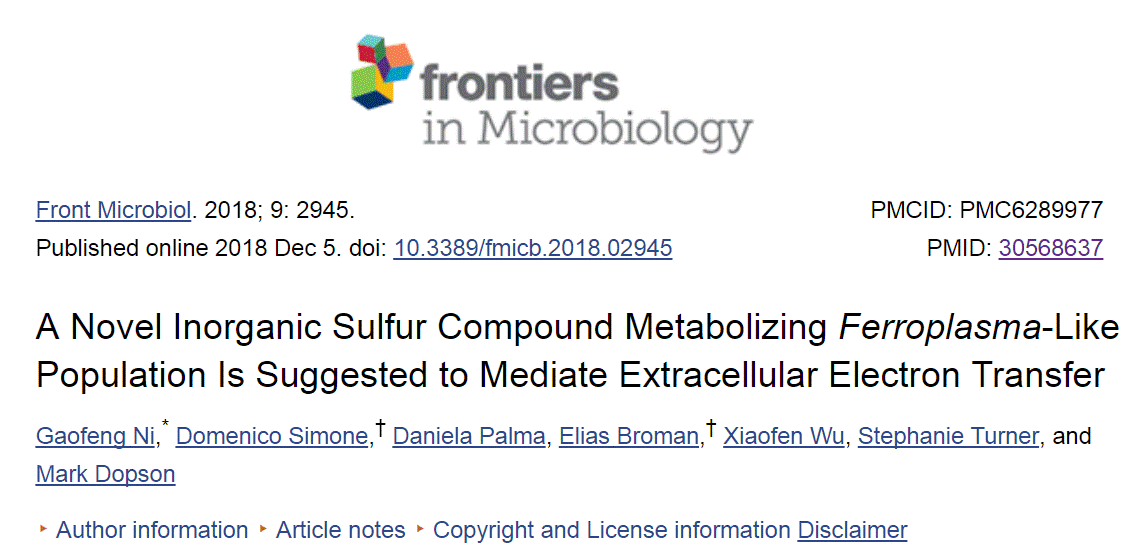 frontiers
in Microbiology
Front Microbiol. 2018; 9: 2945. PMCID: PMC6289977
Published online 2018 Dec 5. doi: 10.3389/fmicb.2018.02945 PMID: 30568637
A Novel Inorganic Sulfur Compound Metabolizing Ferroplasma-Like
Population Is Suggested to Mediate Extracellular Electron Transfer
Gaofeng Ni,* Domenico Simone,† Daniela Palma, Elias Broman,† Xiaofen Wu, Stephanie Turner, and
Mark Dopson
‣ Author information ‣ Article notes ‣ Copyright and License information Disclaimer